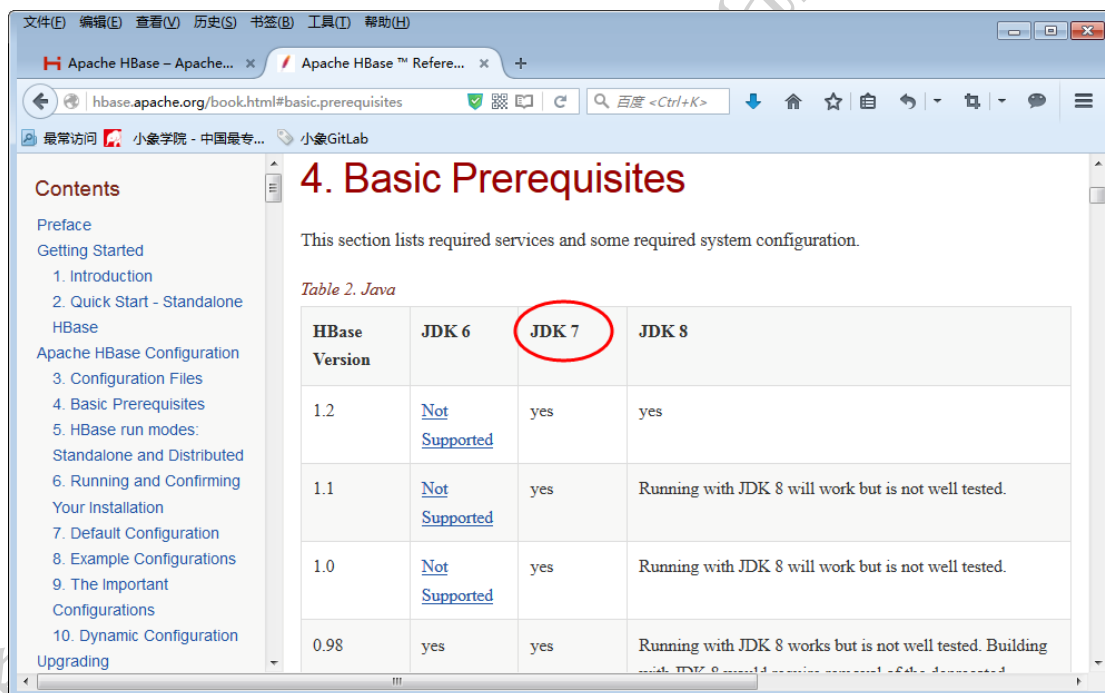 文件(F) 编辑(E) 查看(V) 历史(S) 书签(B) 工具(T) 帮助(H)
Apache HBase – Apache... ×
Apache HBase ™ Refere... × +
hbase.apache.org/book.html#basic.prerequisites
百度 <Ctrl+K>
最常访问 小象学院 - 中国最专... 小象GitLab
Contents
Preface
Getting Started
1. Introduction
2. Quick Start - Standalone
HBase
Apache HBase Configuration
3. Configuration Files
4. Basic Prerequisites
5. HBase run modes:
Standalone and Distributed
6. Running and Confirming
Your Installation
7. Default Configuration
8. Example Configurations
9. The Important
Configurations
10. Dynamic Configuration
Upgrading
4. Basic Prerequisites
This section lists required services and some required system configuration.
Table 2. Java
HBase JDK 6 JDK 7 JDK 8
Version
1.2 Not yes yes
Supported
1.1 Not yes Running with JDK 8 will work but is not well tested.
Supported
1.0 Not yes Running with JDK 8 will work but is not well tested.
Supported
0.98 yes yes Running with JDK 8 works but is not well tested. Building
with JDK 8 would require removal of the deprecated